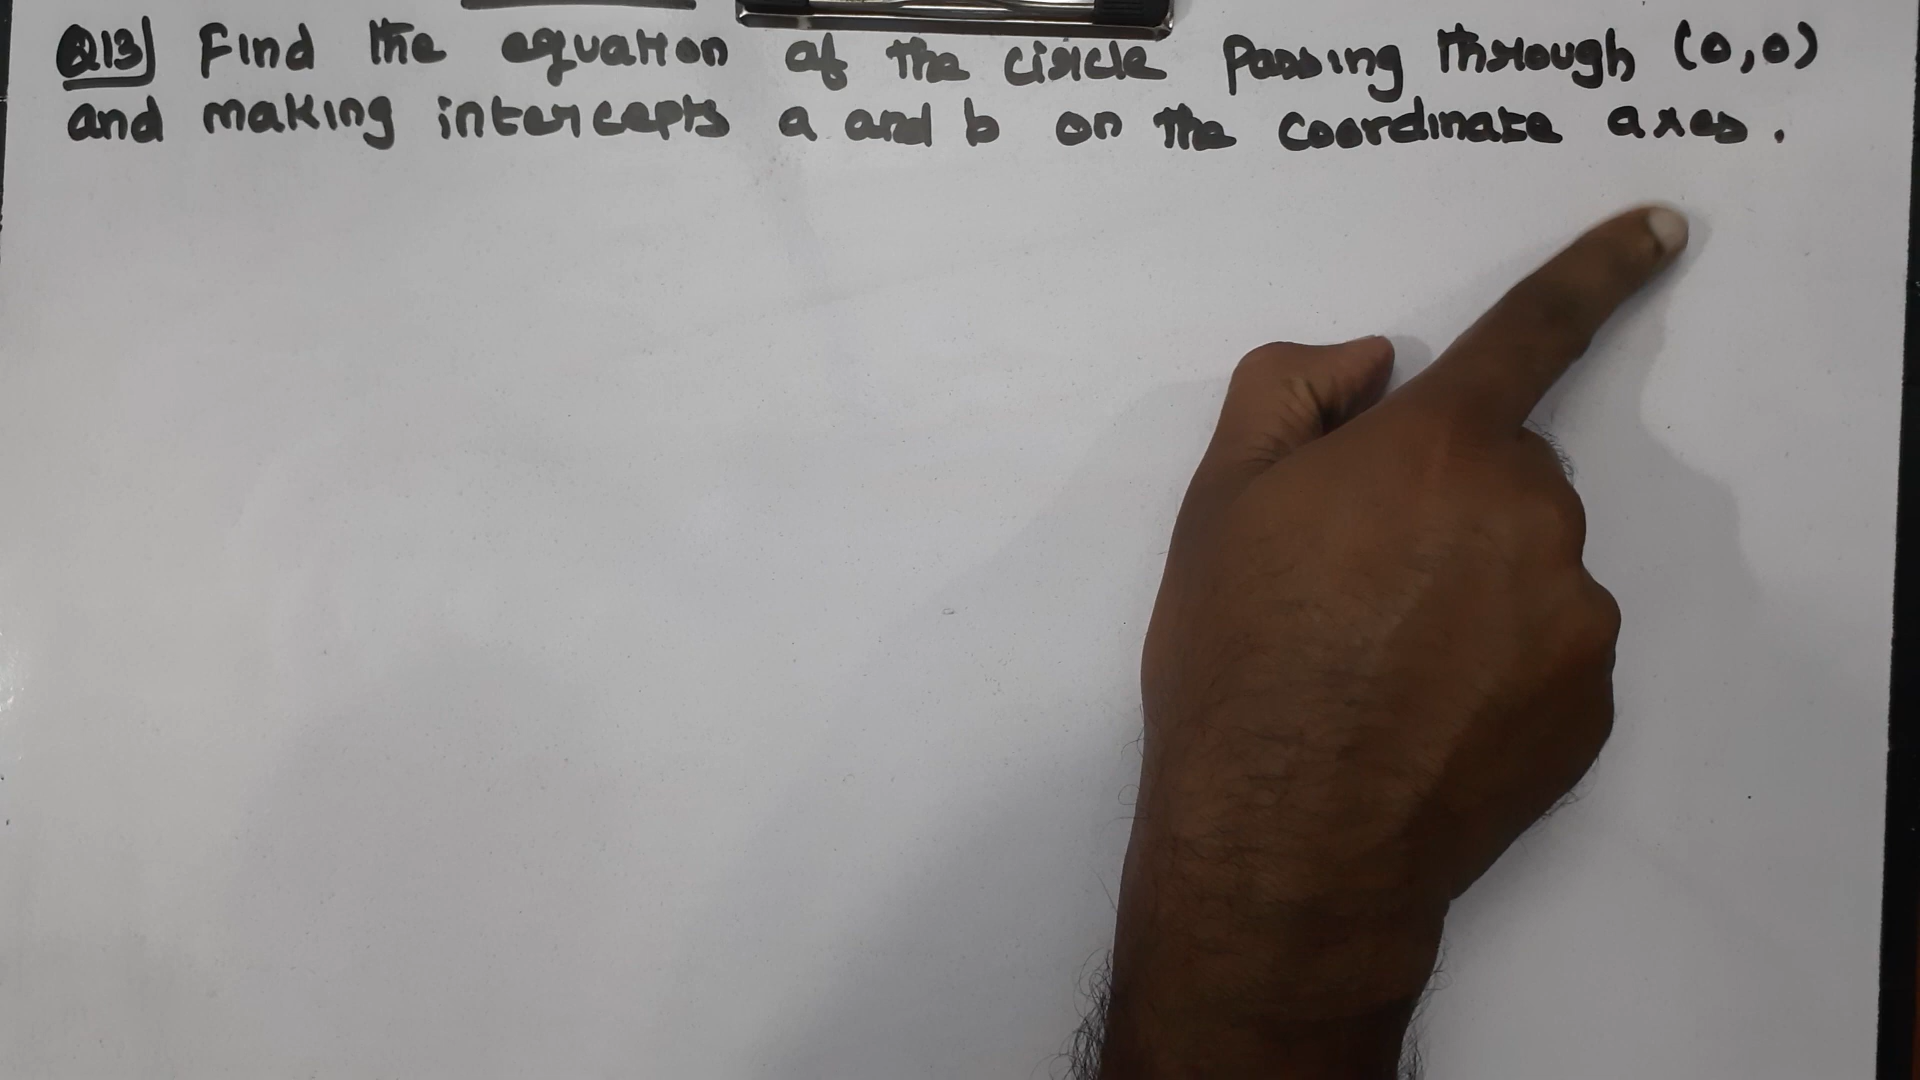 Q13) Find the equation of the circle passing through (0,0)
and making intercepts a and b on the coordinate axes.